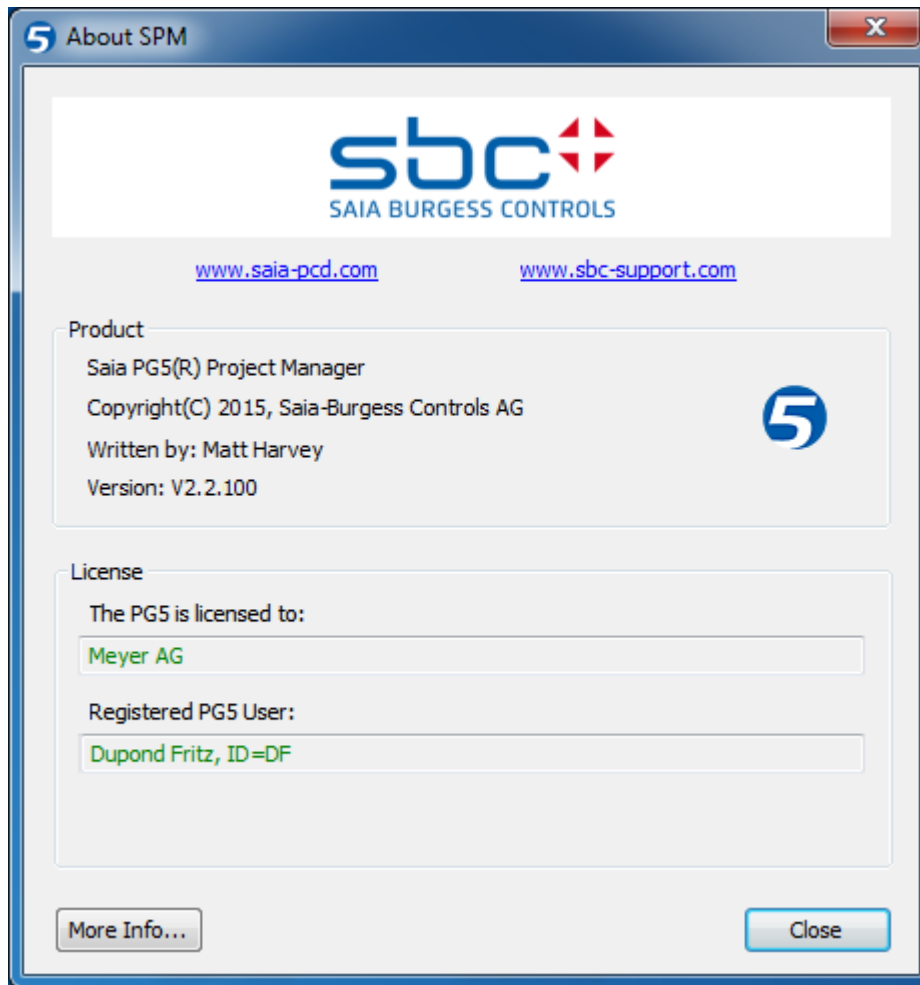 5 About SPM
X
sbc
SAIA BURGESS CONTROLS
www.saia-pcd.com www.sbc-support.com
Product
Saia PG5(R) Project Manager
Copyright(C) 2015, Saia-Burgess Controls AG
5
Written by: Matt Harvey
Version: V2.2.100
License
The PG5 is licensed to:
Meyer AG
Registered PG5 User:
Dupond Fritz, ID=DF
More Info... Close